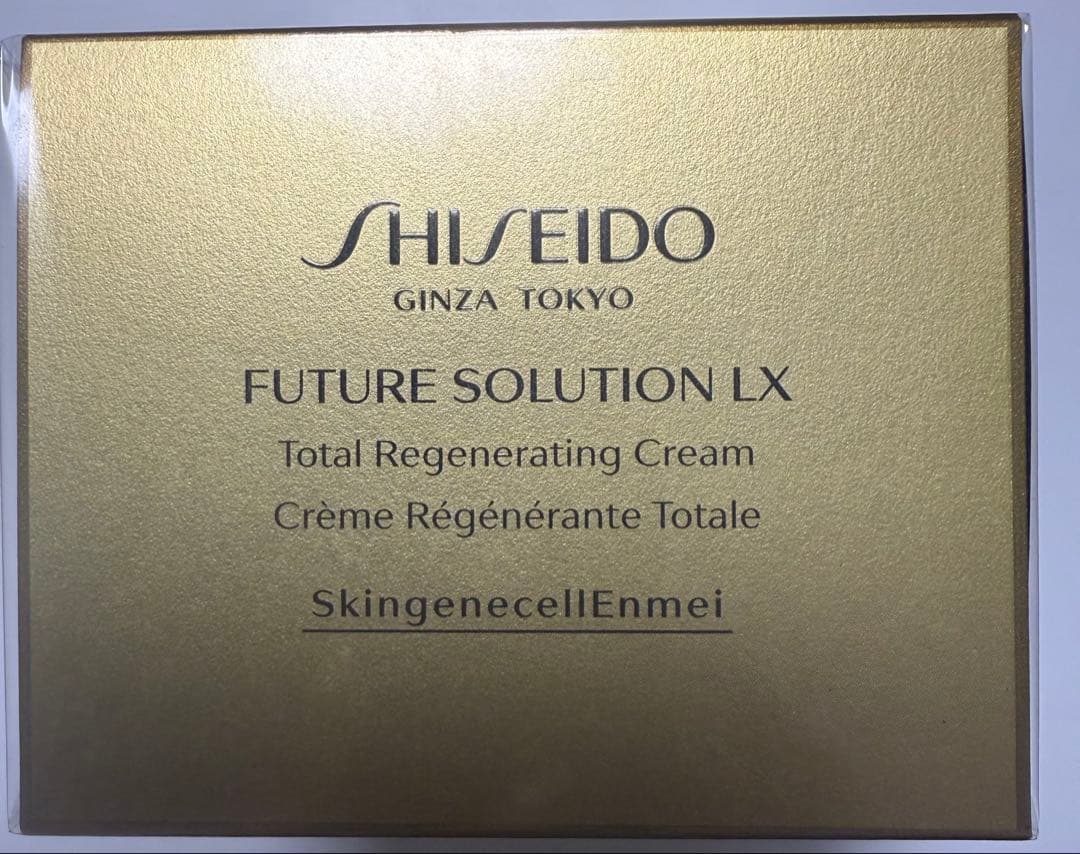 SHISEIDO
GINZA TOKYO
FUTURE SOLUTION LX
Total Regenerating Cream
Crème Régénérante Totale
SkingenecellEnmei